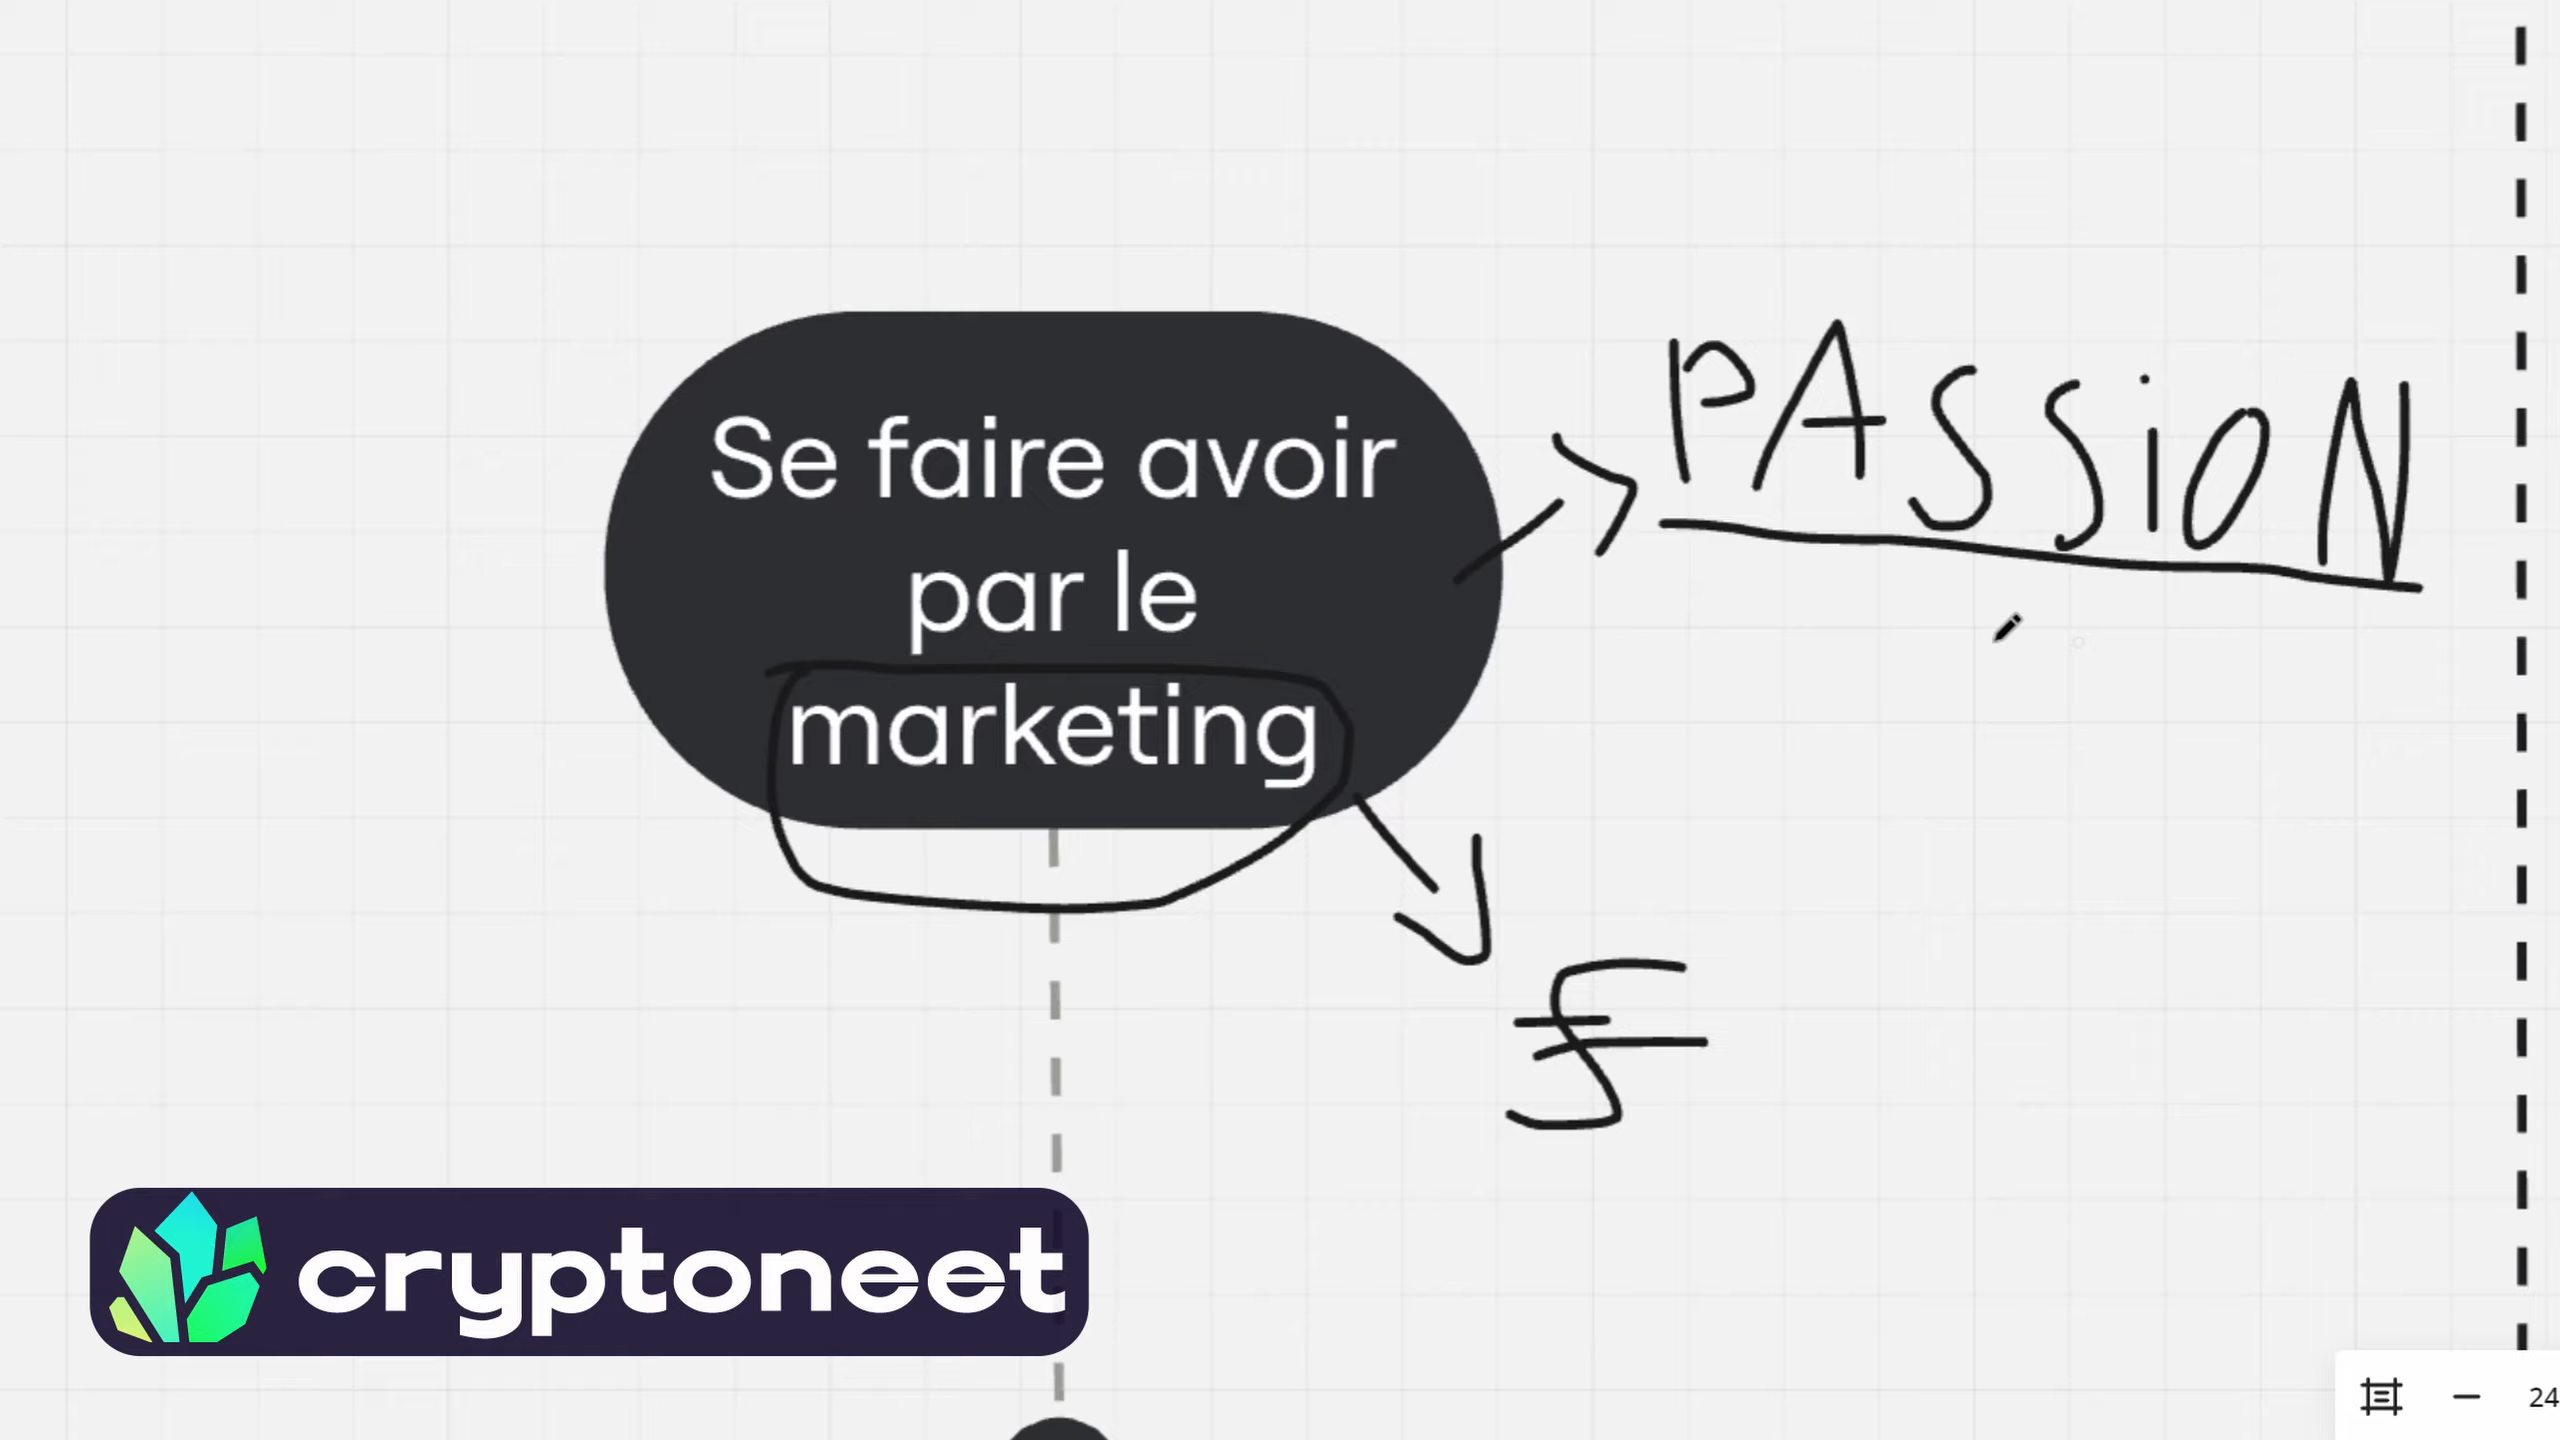 Se faire avoir
par le
marketing
PASSiON
cryptoneet
24